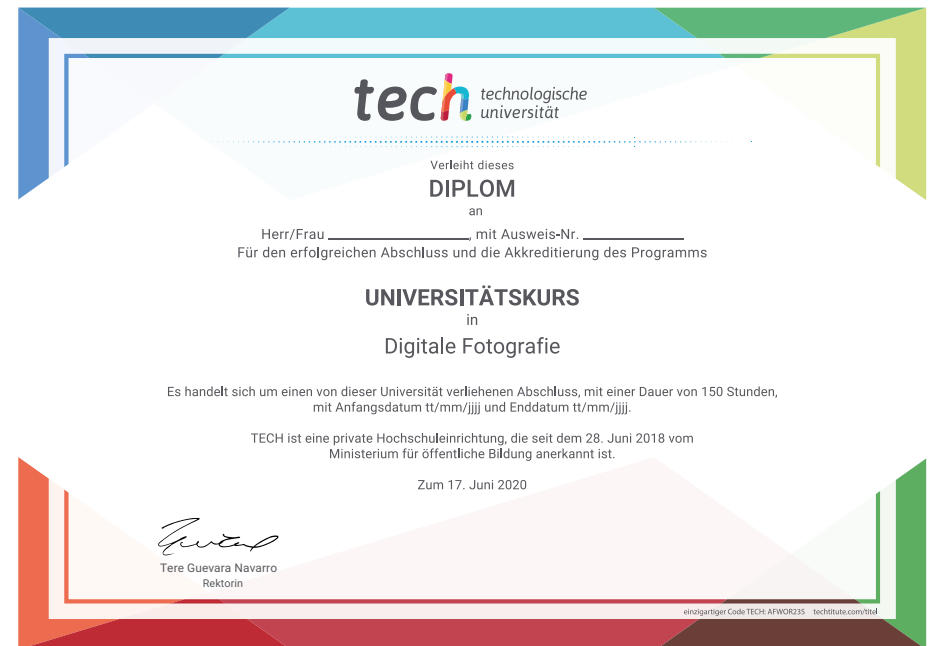 tech technologische
universität
Verleiht dieses
DIPLOM
an
Herr/Frau ____________________, mit Ausweis-Nr. ______________
Für den erfolgreichen Abschluss und die Akkreditierung des Programms
UNIVERSITÄTSKURS
in
Digitale Fotografie
Es handelt sich um einen von dieser Universität verliehenen Abschluss, mit einer Dauer von 150 Stunden,
mit Anfangsdatum tt/mm/jjjj und Enddatum tt/mm/jjjj.
TECH ist eine private Hochschuleinrichtung, die seit dem 28. Juni 2018 vom
Ministerium für öffentliche Bildung anerkannt ist.
Zum 17. Juni 2020
Tere Guevara Navarro
Rektorin
einzigartiger Code TECH: AFWOR23S techtitute.com/titel